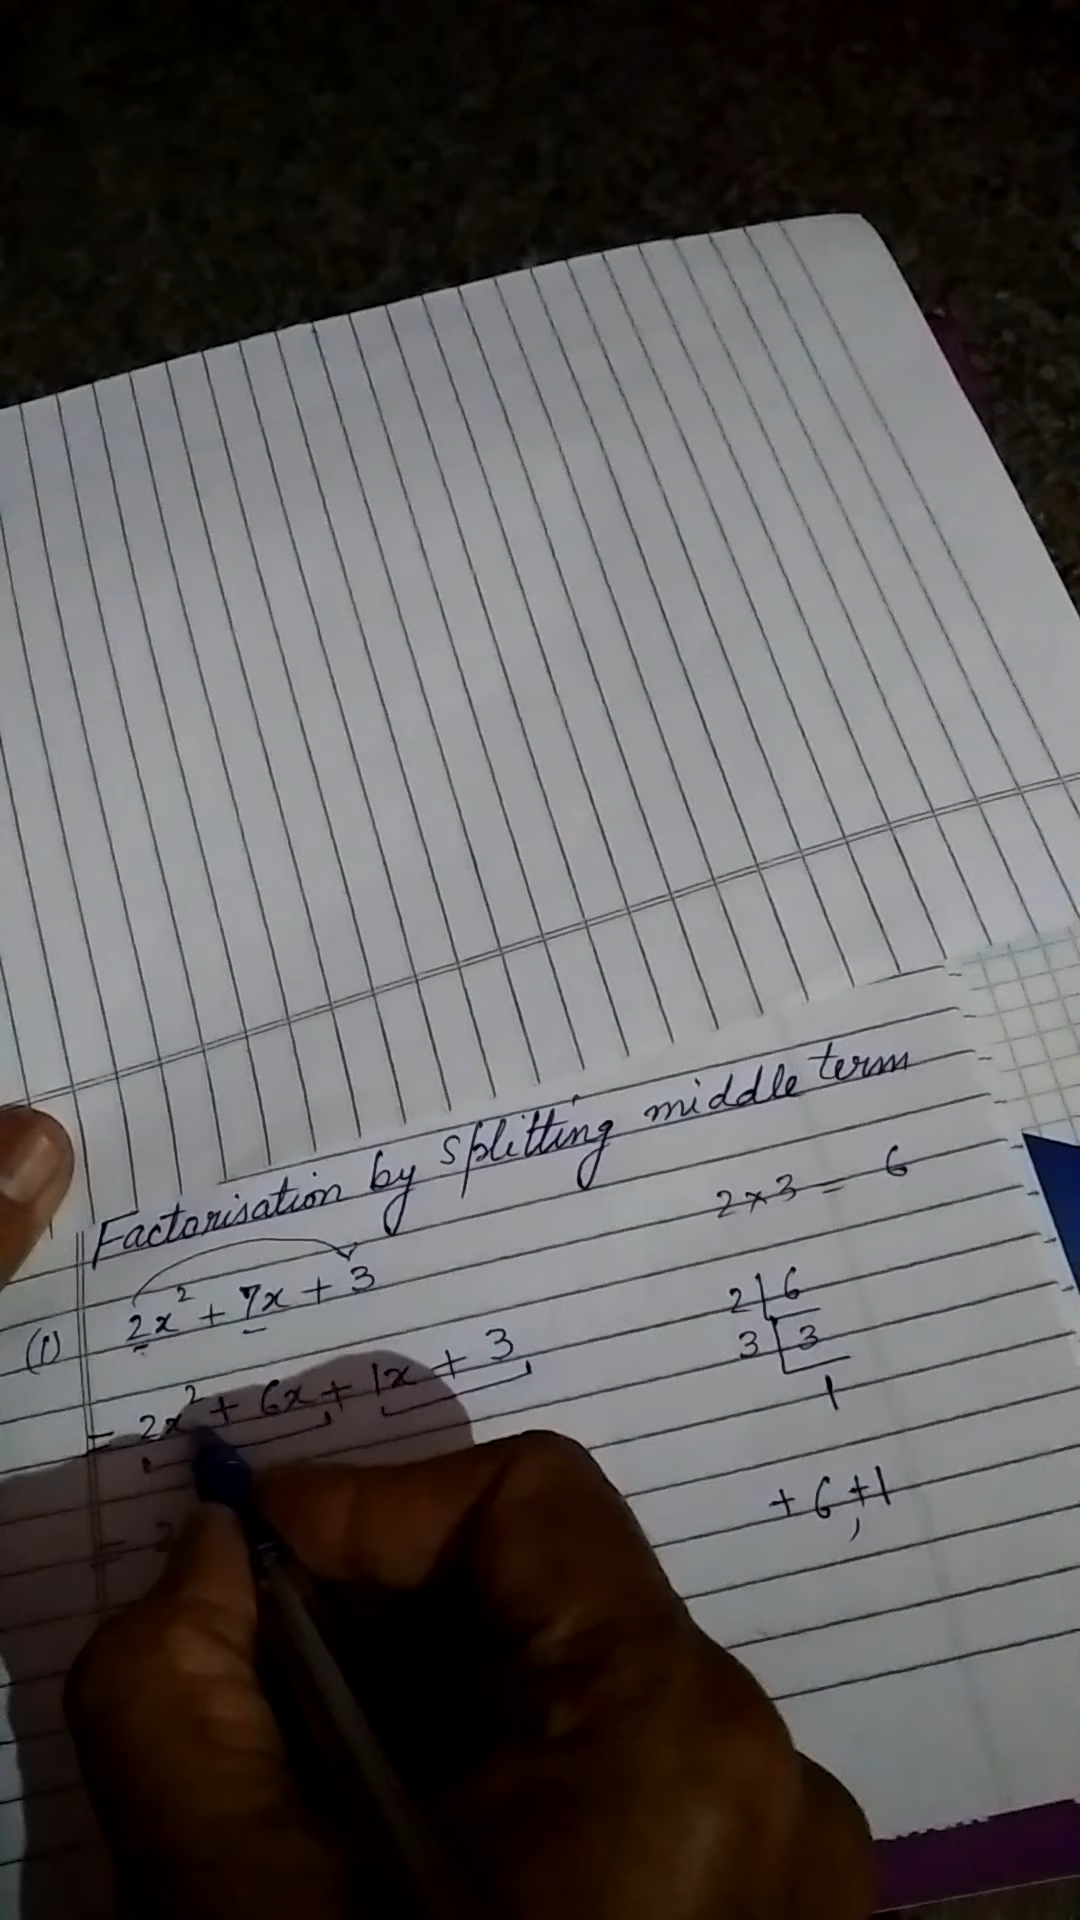 Factorisation by splitting middle term
2 x 3 = 6
(1) 2x² + 7x + 3
2 | 6
3 | 3
1
= 2x² + 6x + 1x + 3
+ 6, + 1
= 2